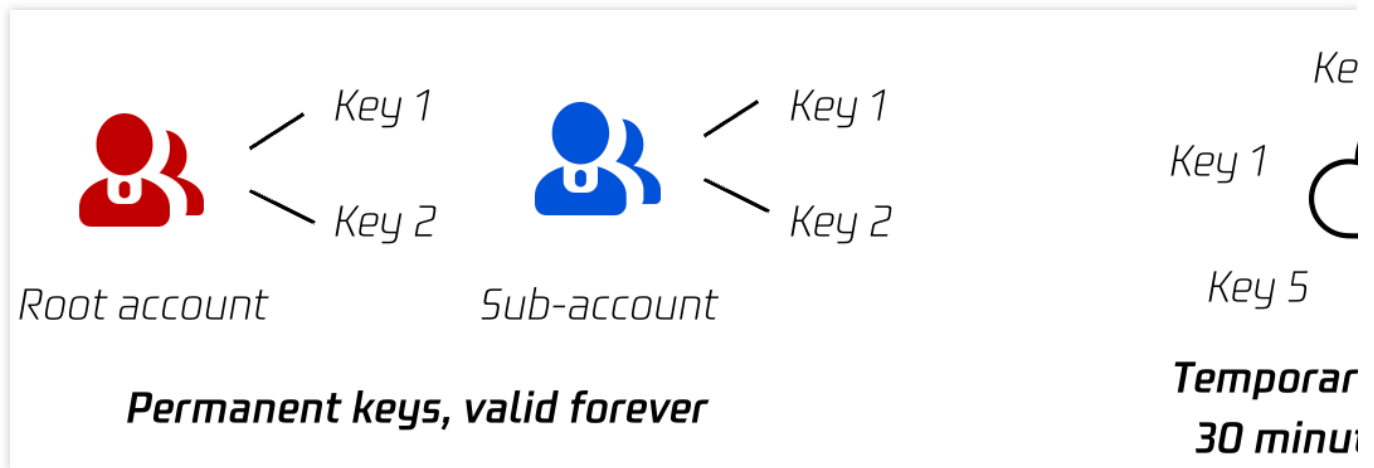 Key 1
Key 2
Root account
Key 1
Key 2
Sub-account
Permanent keys, valid forever
Key 1
Key 5
30